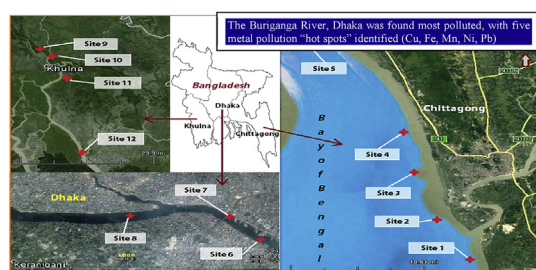 The Buriganga River, Dhaka was found most polluted, with five
metal pollution “hot spots” identified (Cu, Fe, Mn, Ni, Pb)
Site 9
Site 10
Khulna
Site 11
Site 12
Bangladesh
Dhaka
Khulna
Chittagong
Site 5
Chittagong
Bay of Bengal
Site 4
Site 3
Site 2
Site 1
Dhaka
Site 7
Site 8
Site 6
Keraniganj